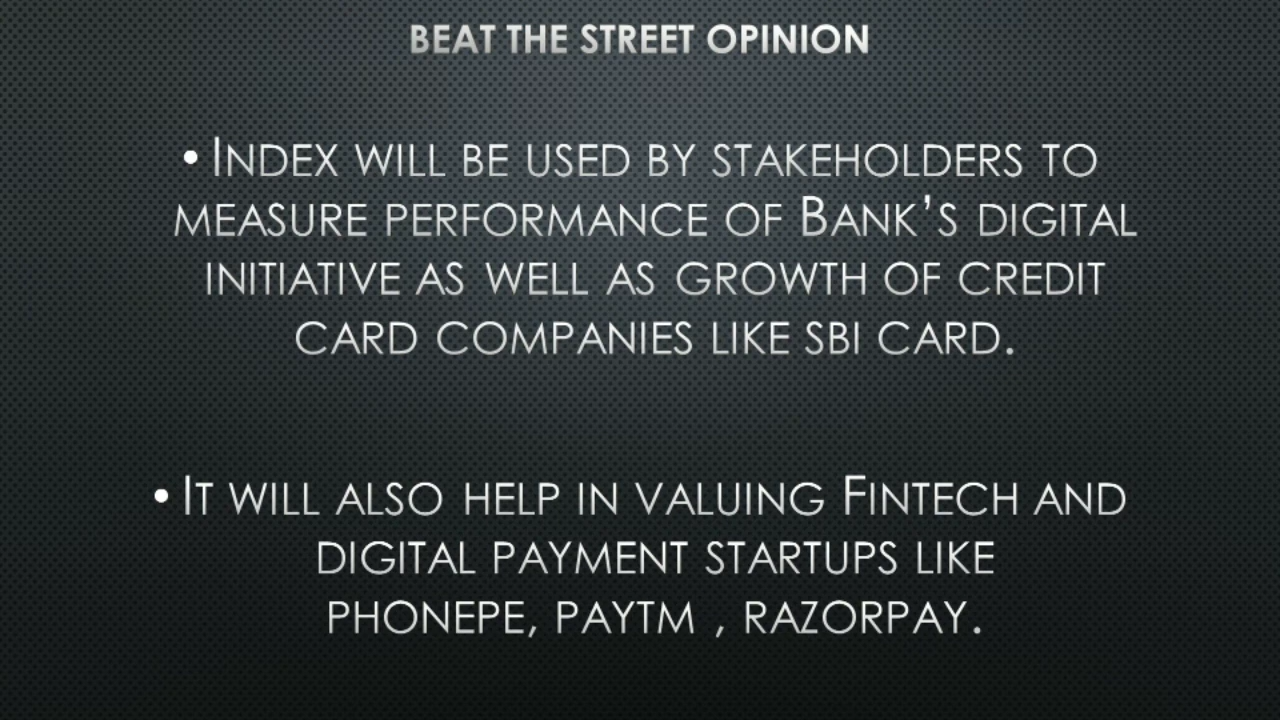 BEAT THE STREET OPINION
• INDEX WILL BE USED BY STAKEHOLDERS TO
MEASURE PERFORMANCE OF BANK’S DIGITAL
INITIATIVE AS WELL AS GROWTH OF CREDIT
CARD COMPANIES LIKE SBI CARD.
• IT WILL ALSO HELP IN VALUING FINTECH AND
DIGITAL PAYMENT STARTUPS LIKE
PHONEPE, PAYTM , RAZORPAY.